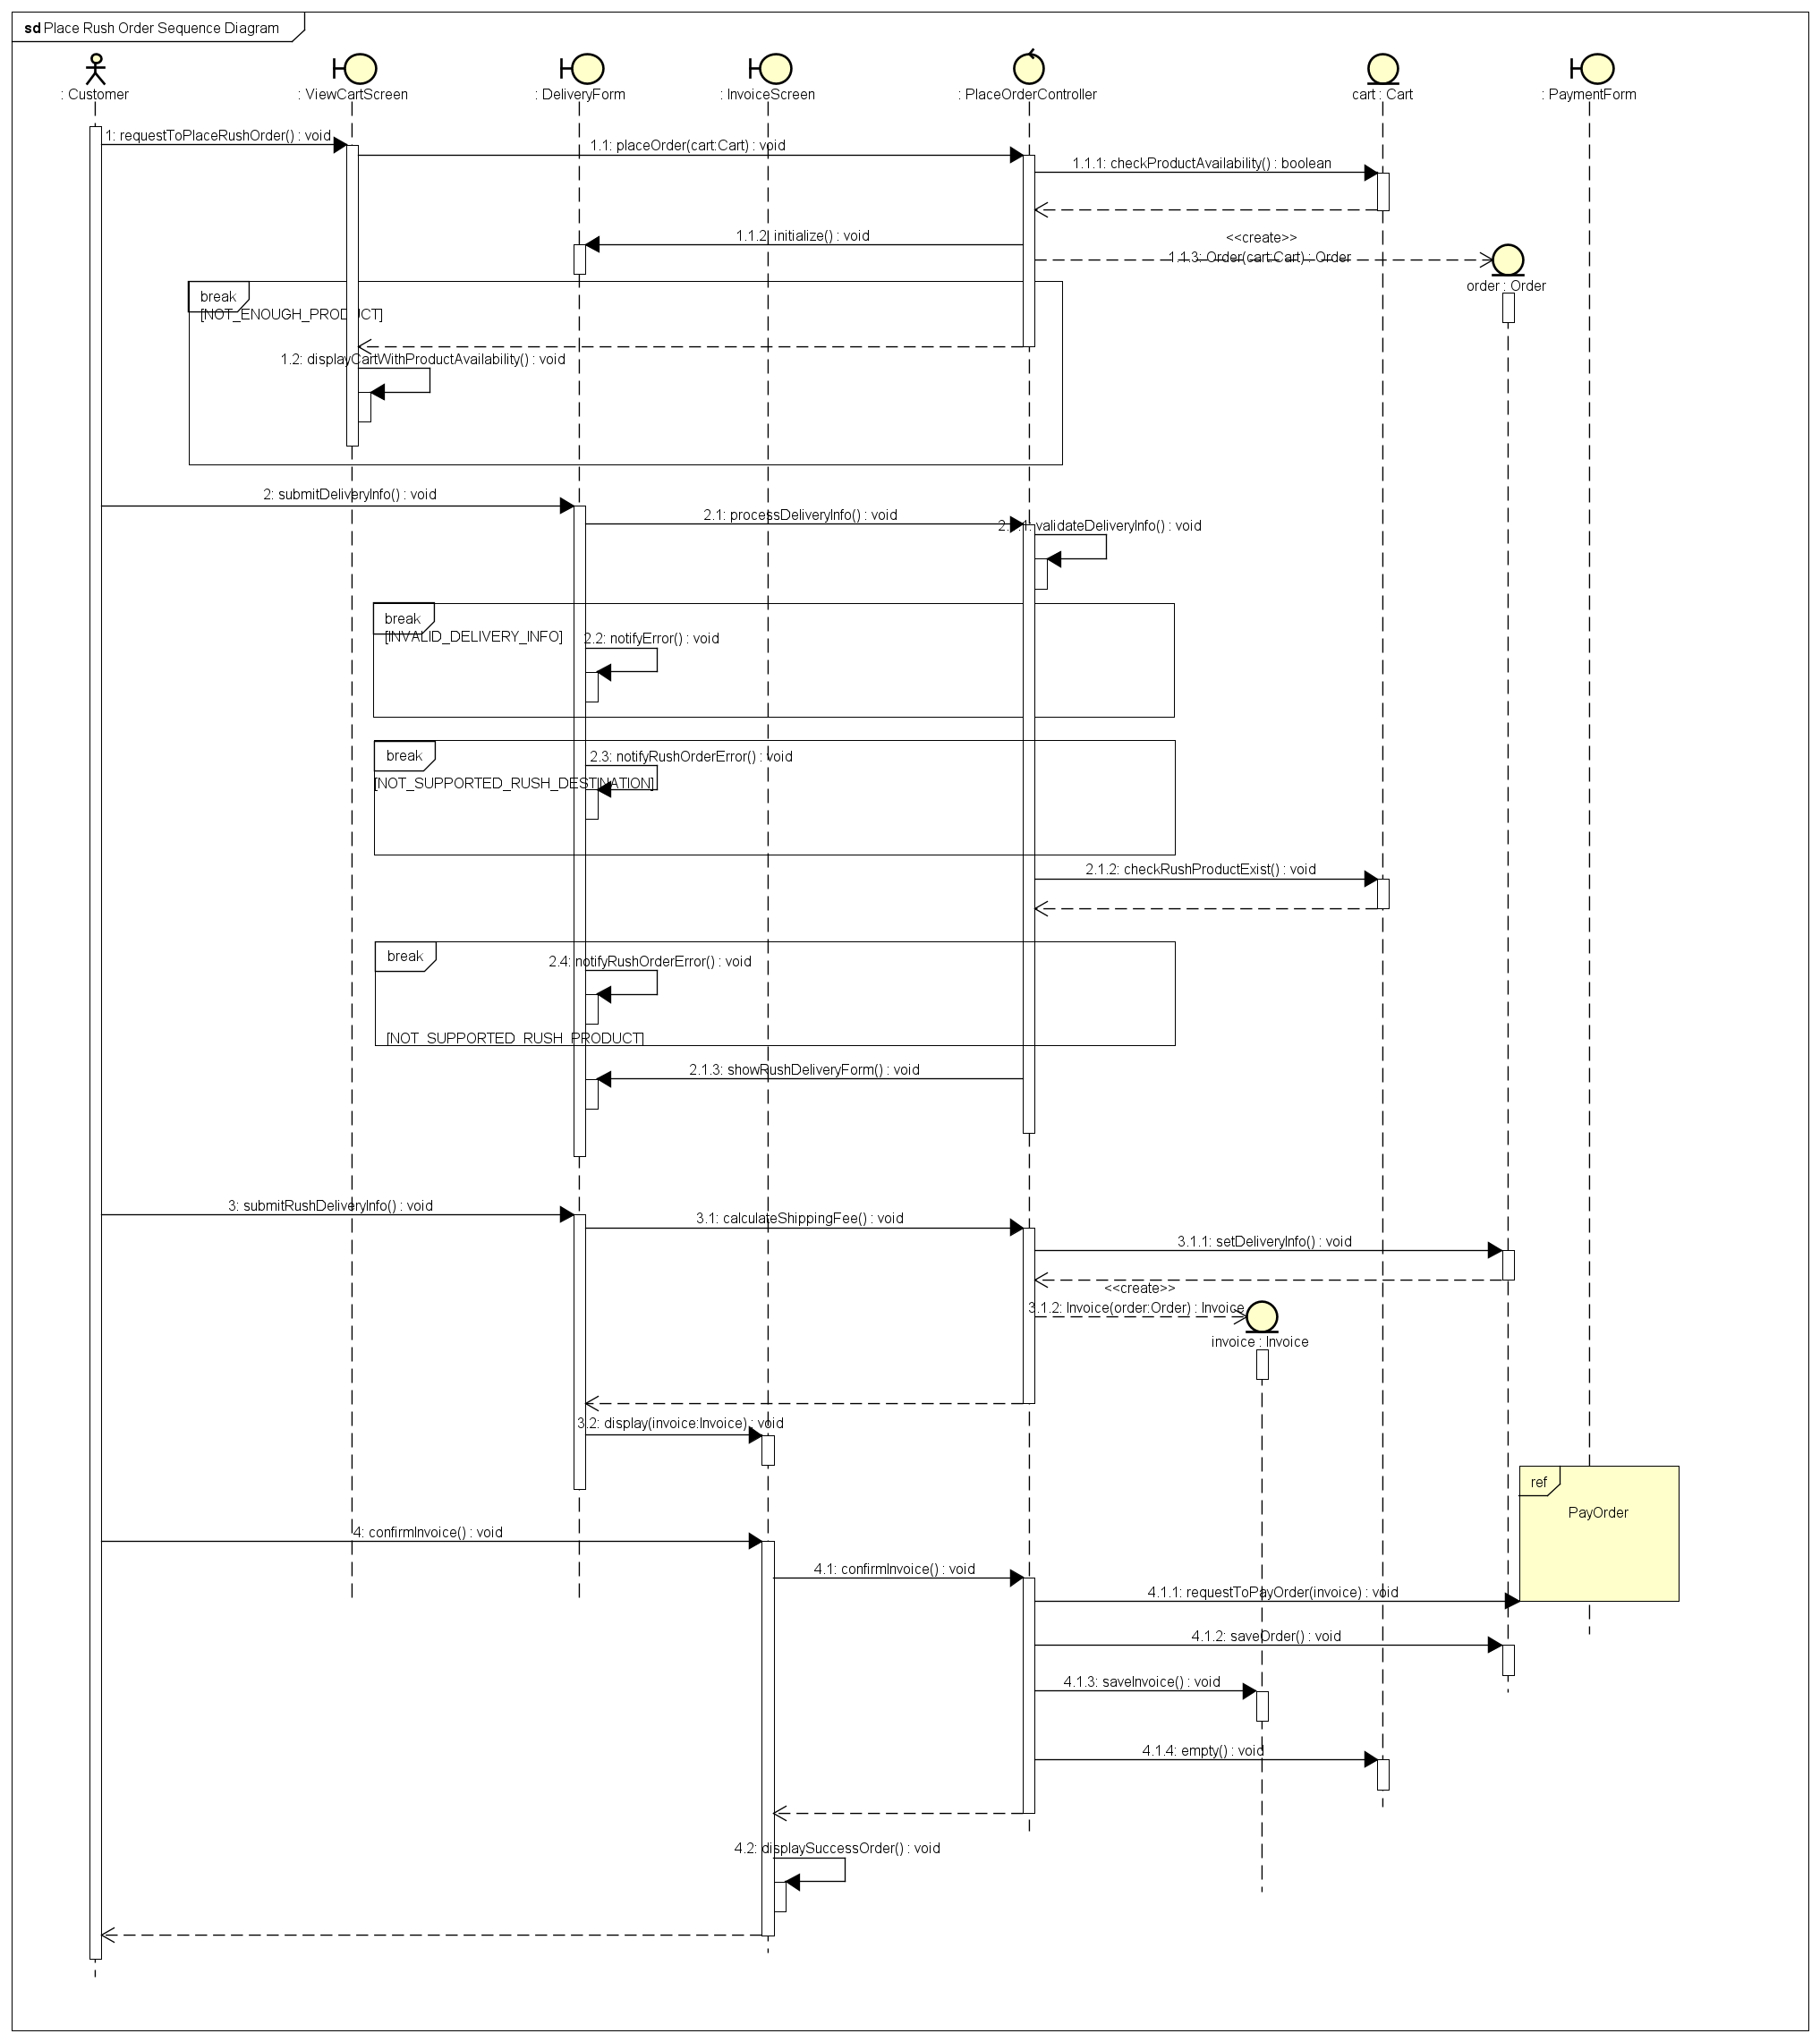 sd Place Rush Order Sequence Diagram
: Customer
: ViewCartScreen
: DeliveryForm
: InvoiceScreen
: PlaceOrderController
cart : Cart
: PaymentForm
1: requestToPlaceRushOrder() : void
1.1: placeOrder(cart:Cart) : void
1.1.1: checkProductAvailability() : boolean
1.1.2: initialize() : void
<<create>>
1.1.3: Order(cart:Cart) : Order
order : Order
break
[NOT_ENOUGH_PRODUCT]
1.2: displayCartWithProductAvailability() : void
2: submitDeliveryInfo() : void
2.1: processDeliveryInfo() : void
2.1.1: validateDeliveryInfo() : void
break
[INVALID_DELIVERY_INFO]
2.2: notifyError() : void
break
2.3: notifyRushOrderError() : void
[NOT_SUPPORTED_RUSH_DESTINATION]
2.1.2: checkRushProductExist() : void
break
2.4: notifyRushOrderError() : void
[NOT_SUPPORTED_RUSH_PRODUCT]
2.1.3: showRushDeliveryForm() : void
3: submitRushDeliveryInfo() : void
3.1: calculateShippingFee() : void
3.1.1: setDeliveryInfo() : void
<<create>>
3.1.2: Invoice(order:Order) : Invoice
invoice : Invoice
3.2: display(invoice:Invoice) : void
ref
PayOrder
4: confirmInvoice() : void
4.1: confirmInvoice() : void
4.1.1: requestToPayOrder(invoice) : void
4.1.2: saveOrder() : void
4.1.3: saveInvoice() : void
4.1.4: empty() : void
4.2: displaySuccessOrder() : void